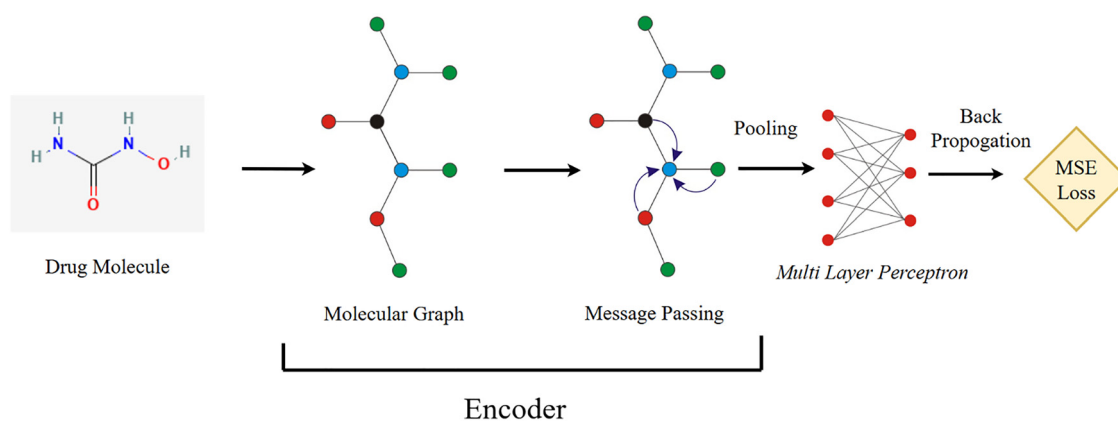 H
H
N
N
H
O
H
O
Drug Molecule
Molecular Graph
Message Passing
Encoder
Pooling
Multi Layer Perceptron
Back
Propogation
MSE
Loss